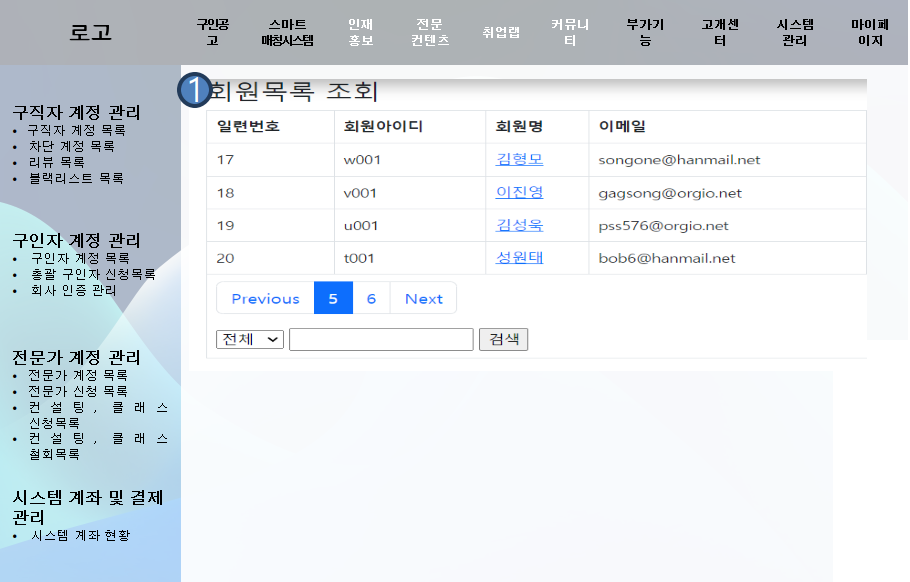 로고
구인공
고
스마트
매칭시스템
인재
홍보
전문
컨텐츠
취업랩
커뮤니
티
부가기
능
고개센
터
시스템
관리
마이페
이지
구직자 계정 관리
• 구직자 계정 목록
• 차단 계정 목록
• 리뷰 목록
• 블랙리스트 목록
구인자 계정 관리
• 구인자 계정 목록
• 총괄 구인자 신청목록
• 회사 인증 관리
전문가 계정 관리
• 전문가 계정 목록
• 전문가 신청 목록
• 컨 설 팅 , 클 래 스
신청목록
• 컨 설 팅 , 클 래 스
철회목록
시스템 계좌 및 결제
관리
• 시스템 계좌 현황
1 회원목록 조회
일련번호 회원아이디 회원명 이메일
17 w001 김형모 songone@hanmail.net
18 v001 이진영 gagsong@orgio.net
19 u001 김성욱 pss576@orgio.net
20 t001 성원태 bob6@hanmail.net
Previous 5 6 Next
전체 검색